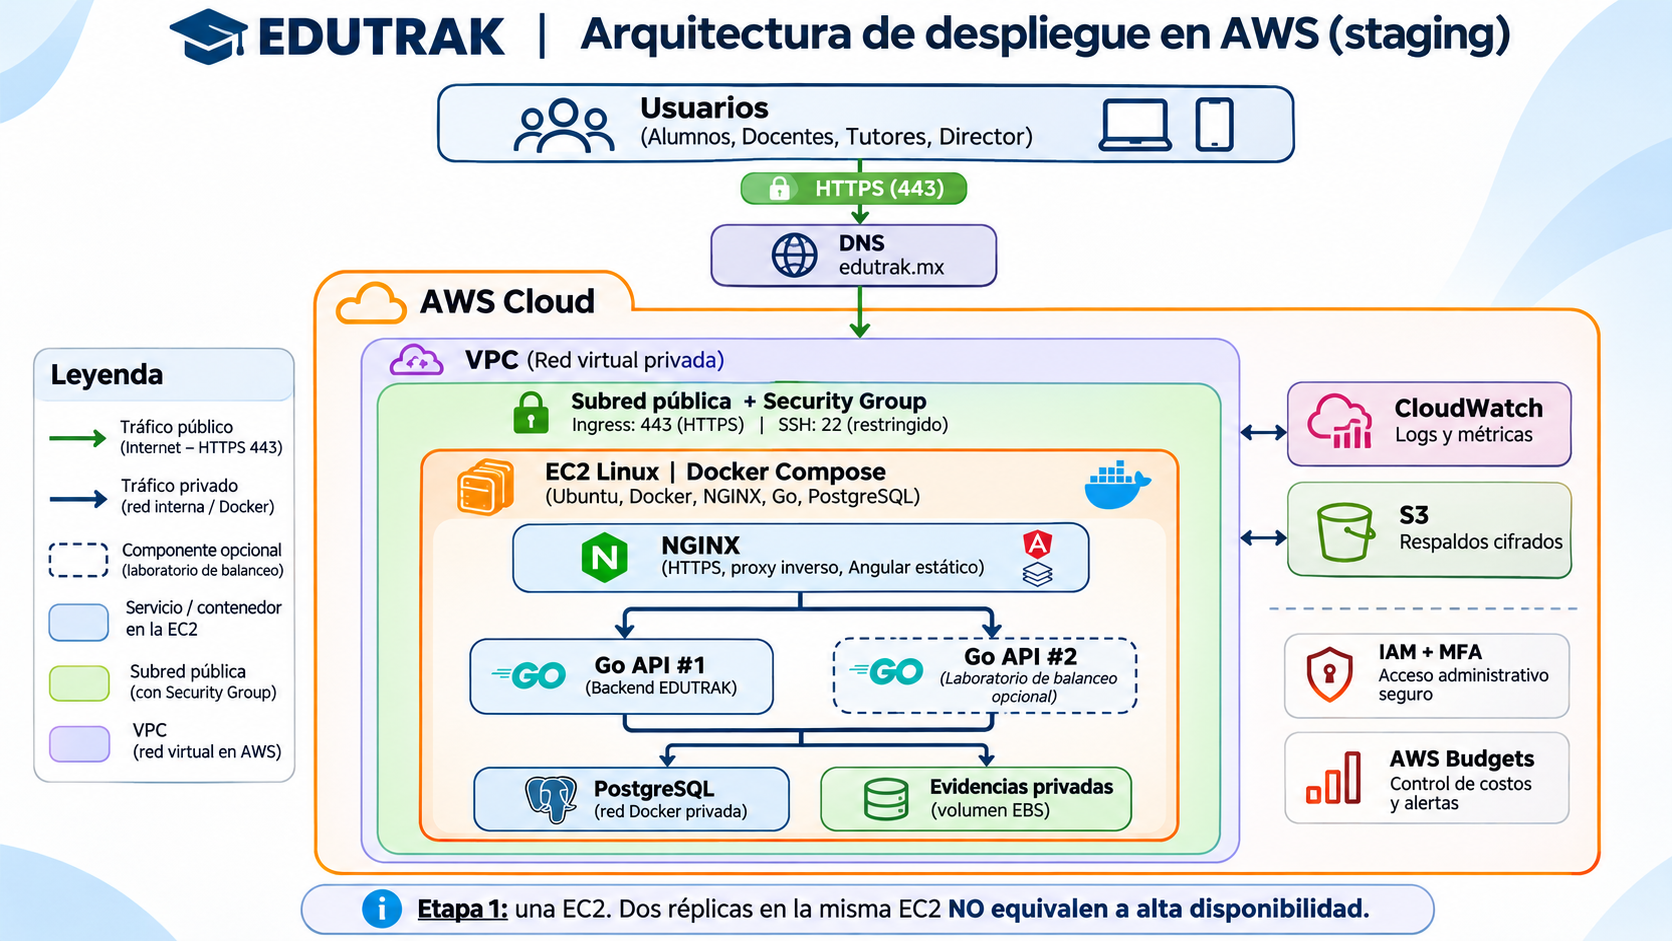 EDUTRAK | Arquitectura de despliegue en AWS (staging)
Usuarios
(Alumnos, Docentes, Tutores, Director)
HTTPS (443)
DNS
edutrak.mx
AWS Cloud
VPC (Red virtual privada)
Subred pública + Security Group
Ingress: 443 (HTTPS) | SSH: 22 (restringido)
EC2 Linux | Docker Compose
(Ubuntu, Docker, NGINX, Go, PostgreSQL)
N
NGINX
(HTTPS, proxy inverso, Angular estático)
A
GO
Go API #1
(Backend EDUTRAK)
GO
Go API #2
(Laboratorio de balanceo
opcional)
PostgreSQL
(red Docker privada)
Evidencias privadas
(volumen EBS)
CloudWatch
Logs y métricas
S3
Respaldos cifrados
IAM + MFA
Acceso administrativo
seguro
AWS Budgets
Control de costos
y alertas
Leyenda
Tráfico público
(Internet – HTTPS 443)
Tráfico privado
(red interna / Docker)
Componente opcional
(laboratorio de balanceo)
Servicio / contenedor
en la EC2
Subred pública
(con Security Group)
VPC
(red virtual en AWS)
i
Etapa 1: una EC2. Dos réplicas en la misma EC2 NO equivalen a alta disponibilidad.